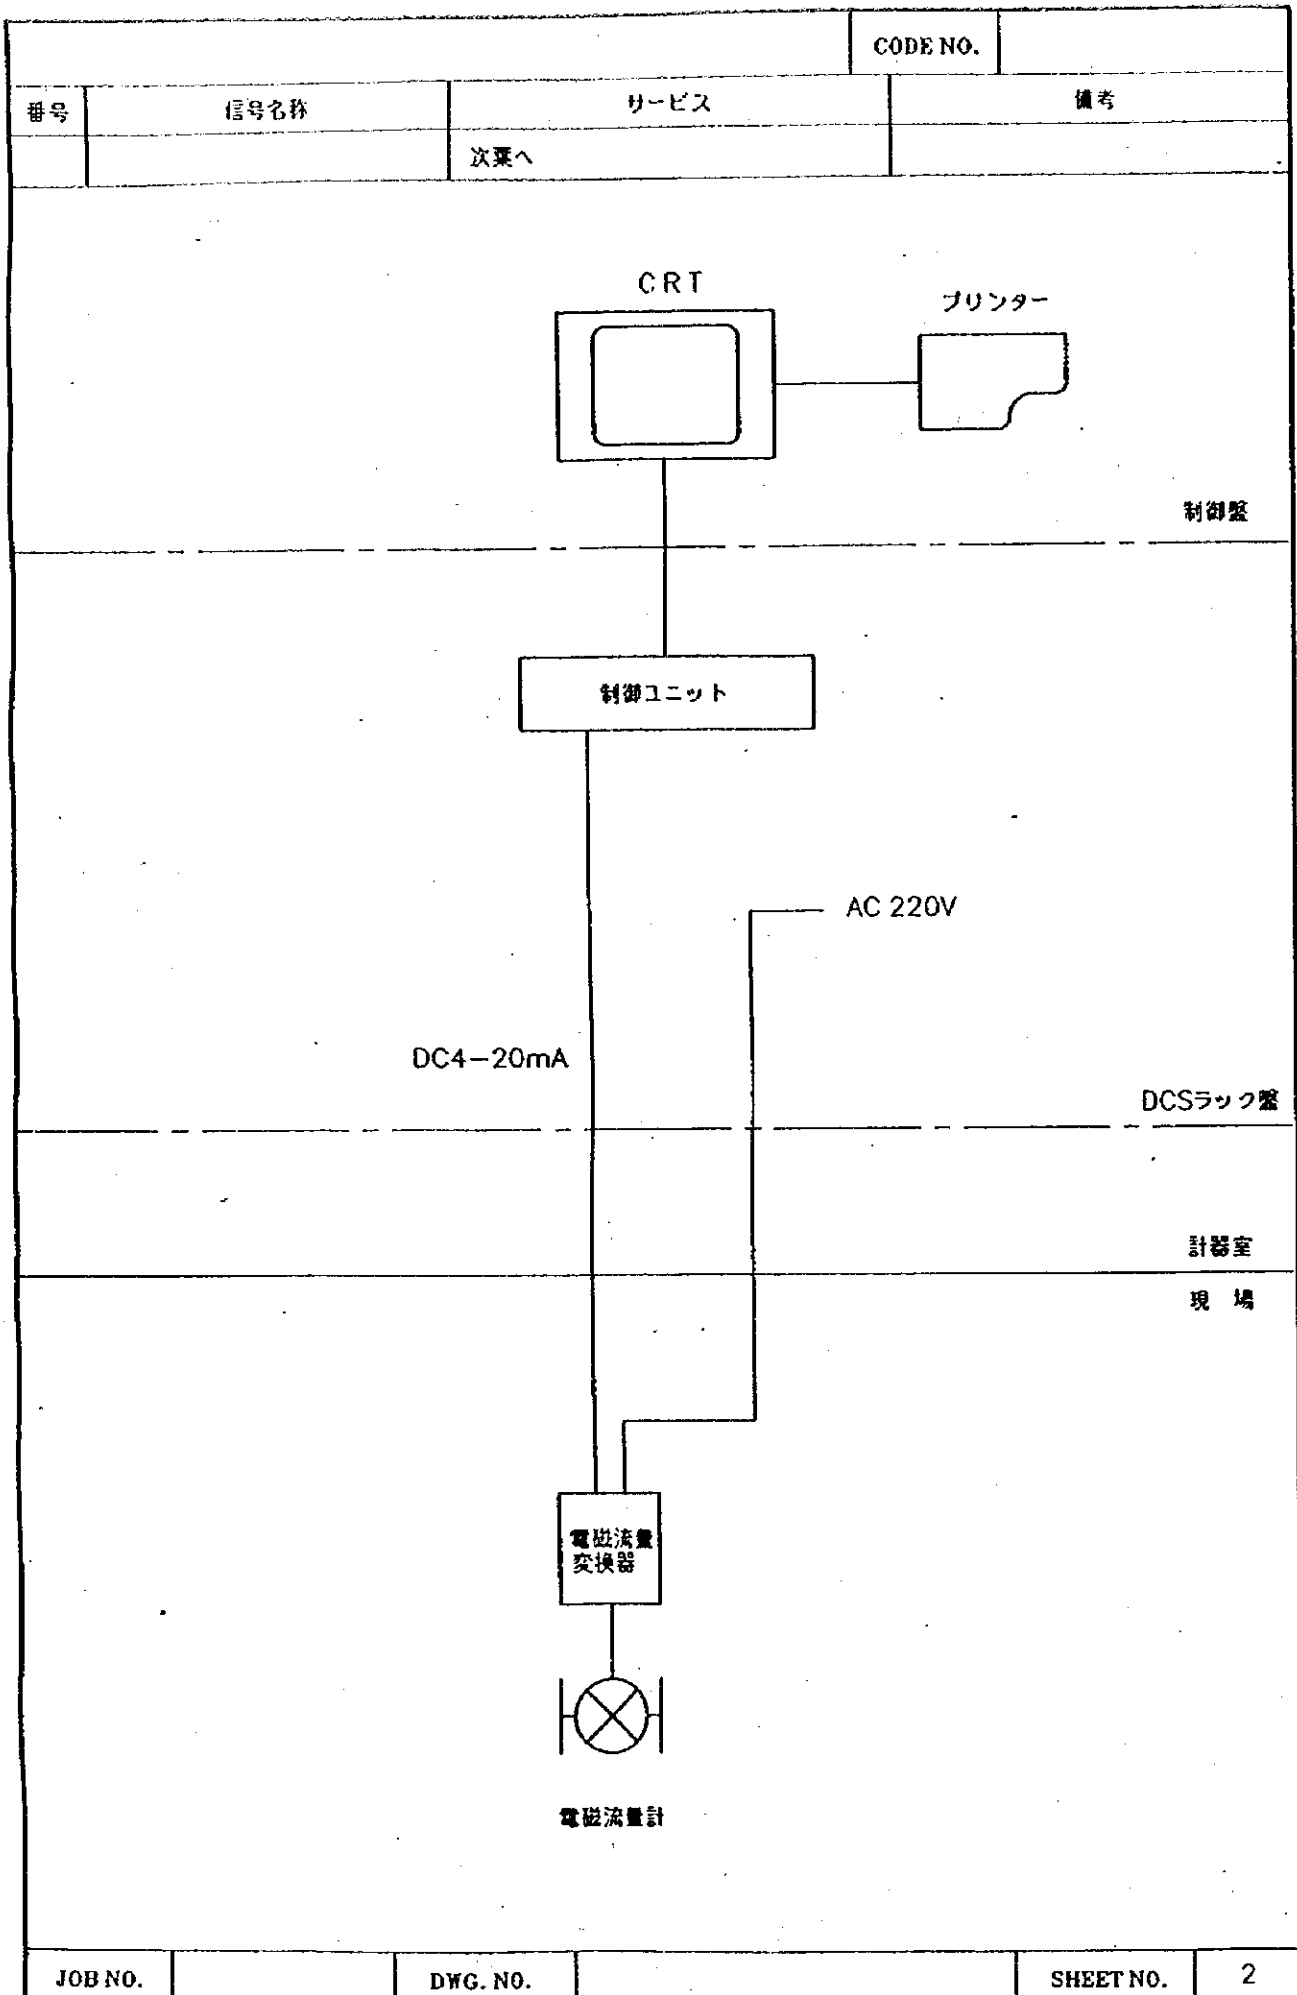 CODE NO.
番号 信号名称 サービス 備考
次葉へ
CRT
プリンター
制御盤
制御ユニット
AC 220V
DC4-20mA
DCSラック盤
計器室
現 場
電磁流量
変換器
電磁流量計
JOB NO. DWG. NO. SHEET NO. 2